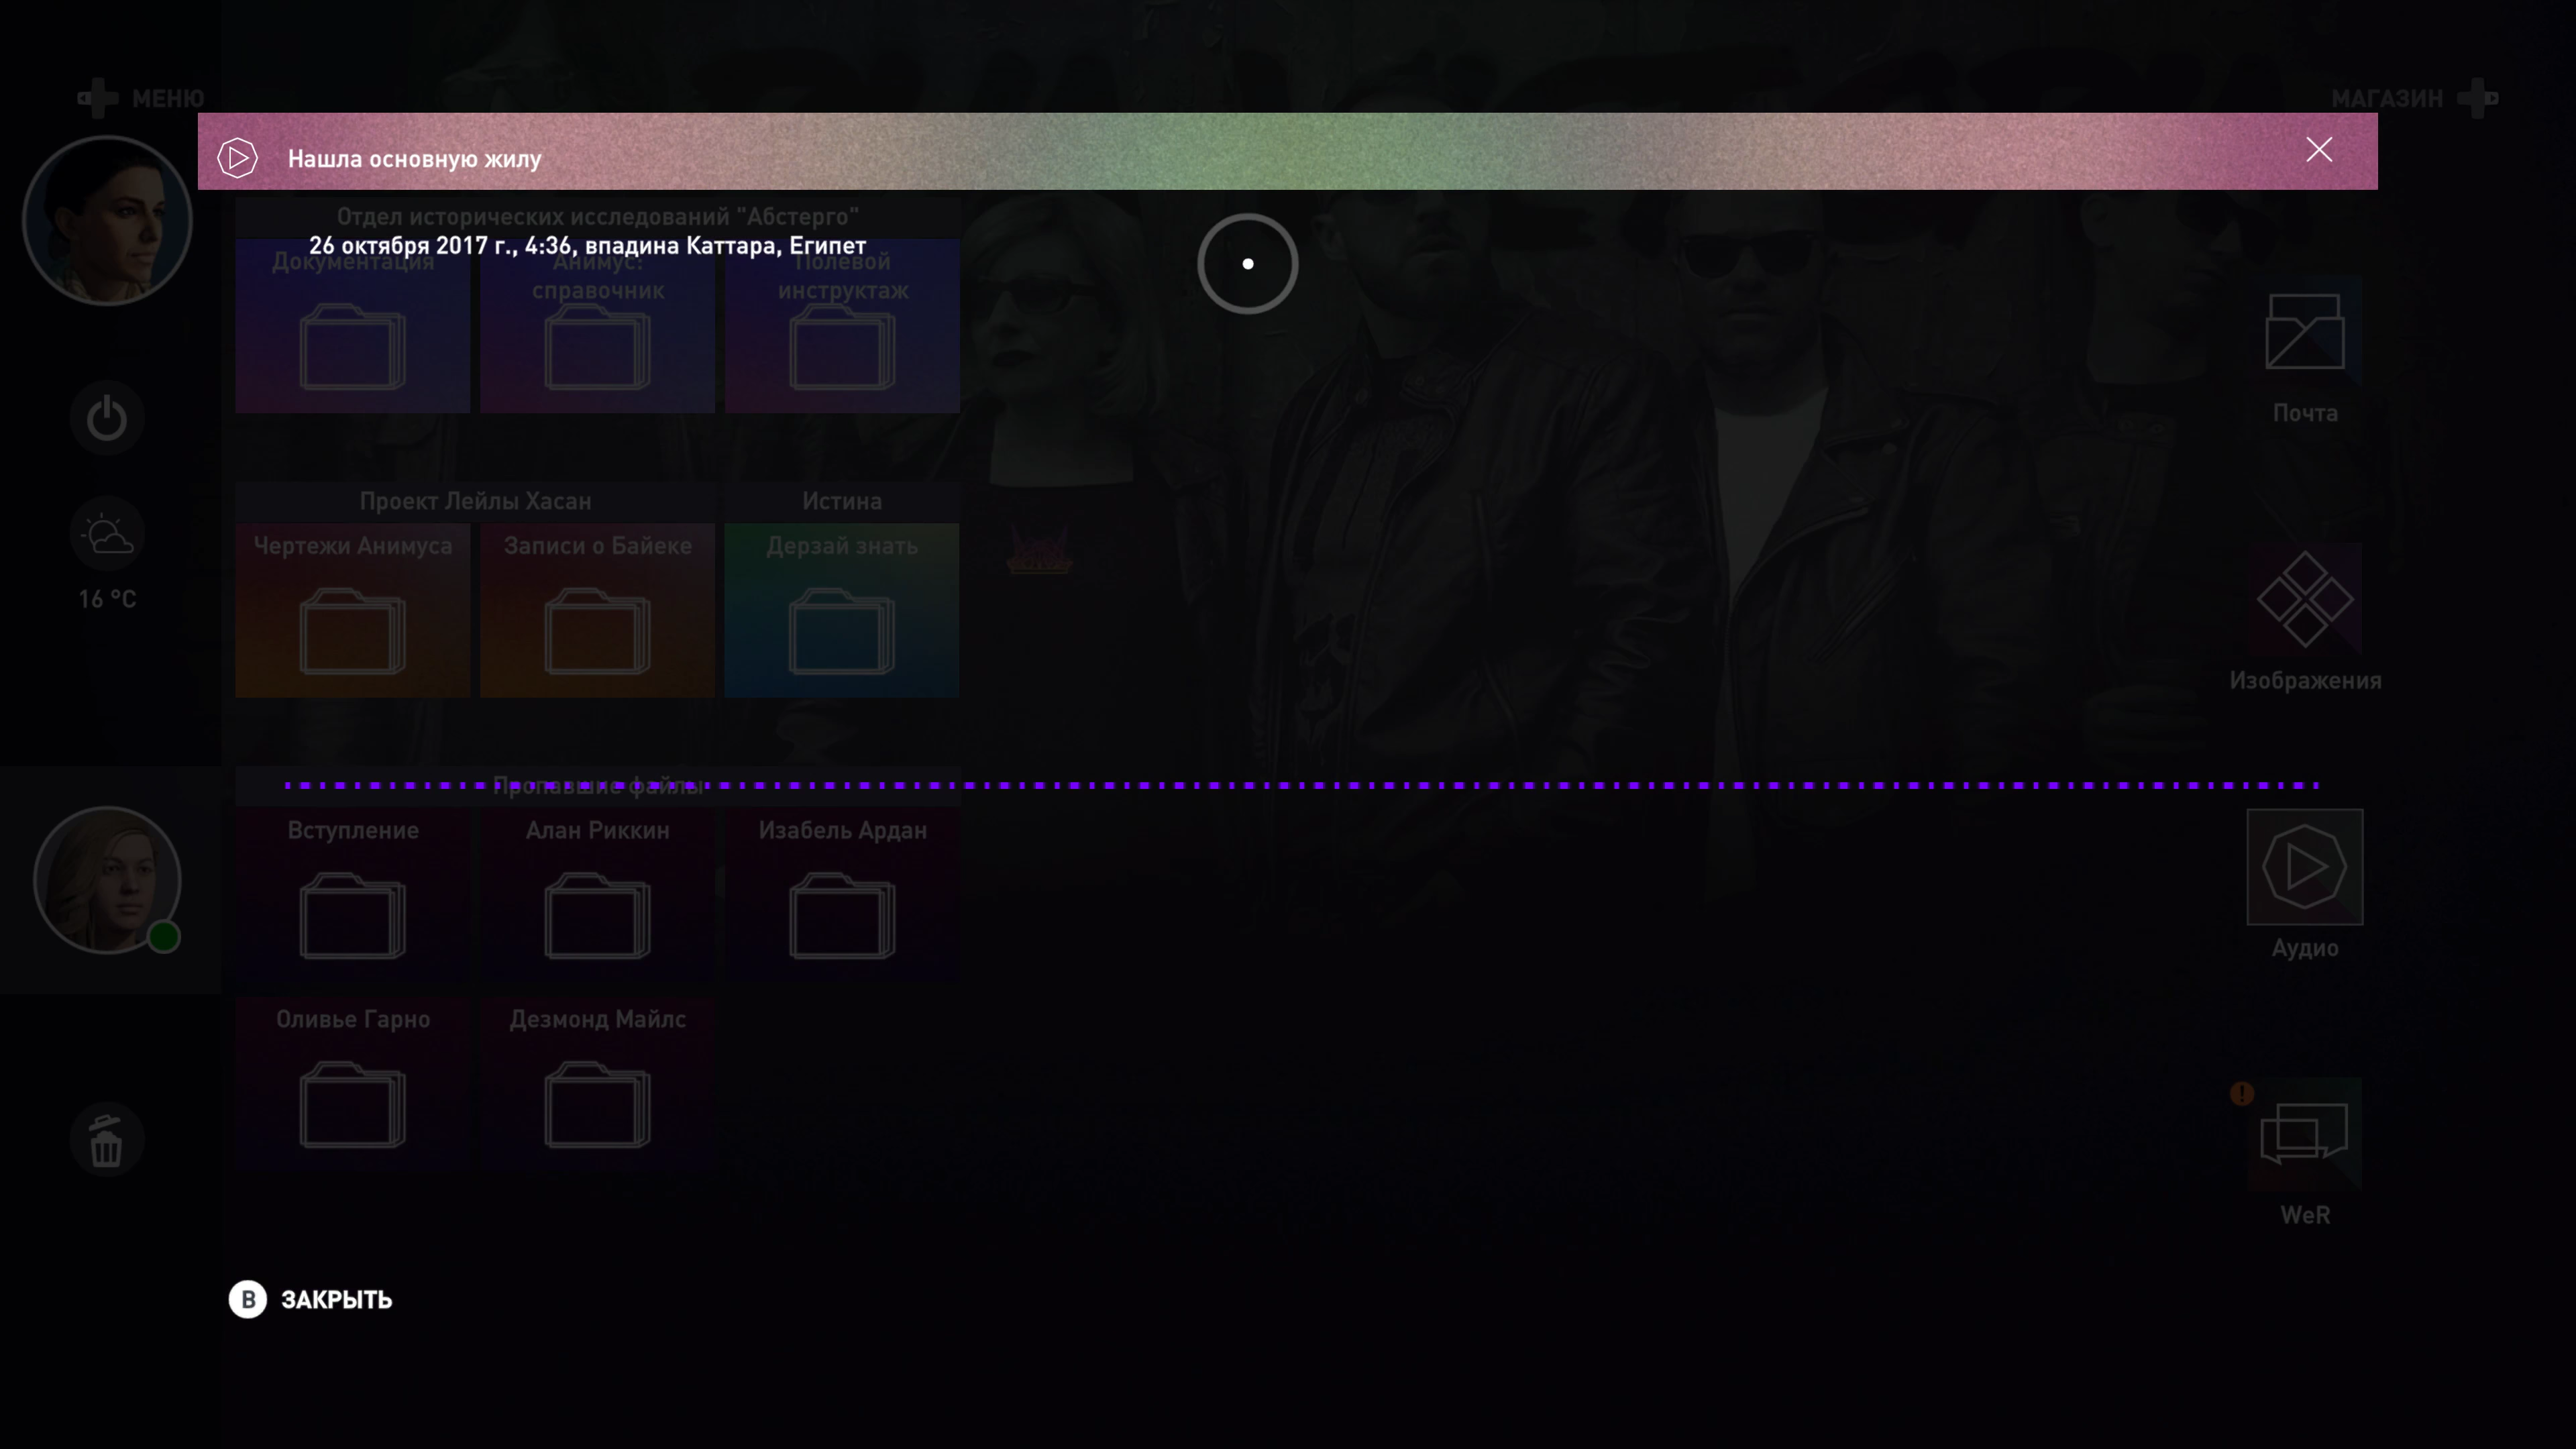 МЕНЮ
МАГАЗИН
Нашла основную жилу
Отдел исторических исследований "Абстерго"
26 октября 2017 г., 4:36, впадина Каттара, Египет
Документация
Анимус:
справочник
Полевой
инструктаж
Почта
Проект Лейлы Хасан
Истина
Чертежи Анимуса
Записи о Байеке
Дерзай знать
16 °C
Изображения
Пропавшие файлы
Вступление
Алан Риккин
Изабель Ардан
Аудио
Оливье Гарно
Дезмонд Майлс
!
WeR
B ЗАКРЫТЬ